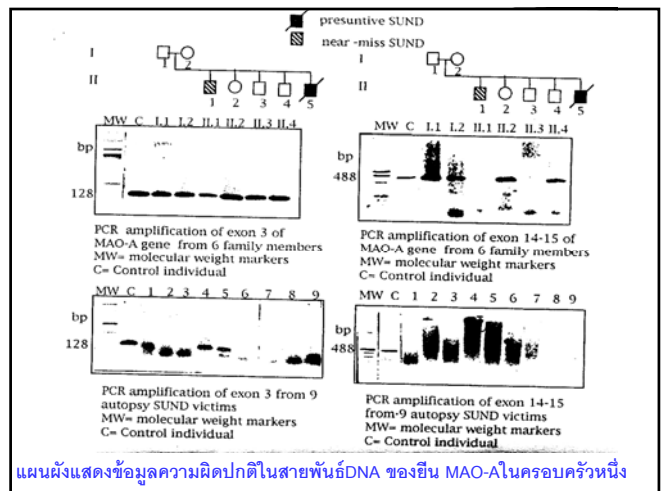 presuntive SUND
near -miss SUND
I
1 2
II
1 2 3 4 5
MW C I.1 I.2 II.1 II.2 II.3 II.4
bp
128
PCR amplification of exon 3 of
MAO-A gene from 6 family members
MW= molecular weight markers
C= Control individual
I
1 2
II
1 2 3 4 5
MW C I.1 I.2 II.1 II.2 II.3 II.4
bp
488
PCR amplification of exon 14-15 of
MAO-A gene from 6 family members
MW= molecular weight markers
C= Control individual
MW C 1 2 3 4 5 6 7 8 9
bp
128
PCR amplification of exon 3 from 9
autopsy SUND victims
MW= molecular weight markers
C= Control individual
MW C 1 2 3 4 5 6 7 8 9
bp
488
PCR amplification of exon 14-15
from-9 autopsy SUND victims
MW= molecular weight markers
C= Control individual
แผนผังแสดงข้อมูลความผิดปกติในสายพันธ์DNA ของยีน MAO-Aในครอบครัวหนึ่ง